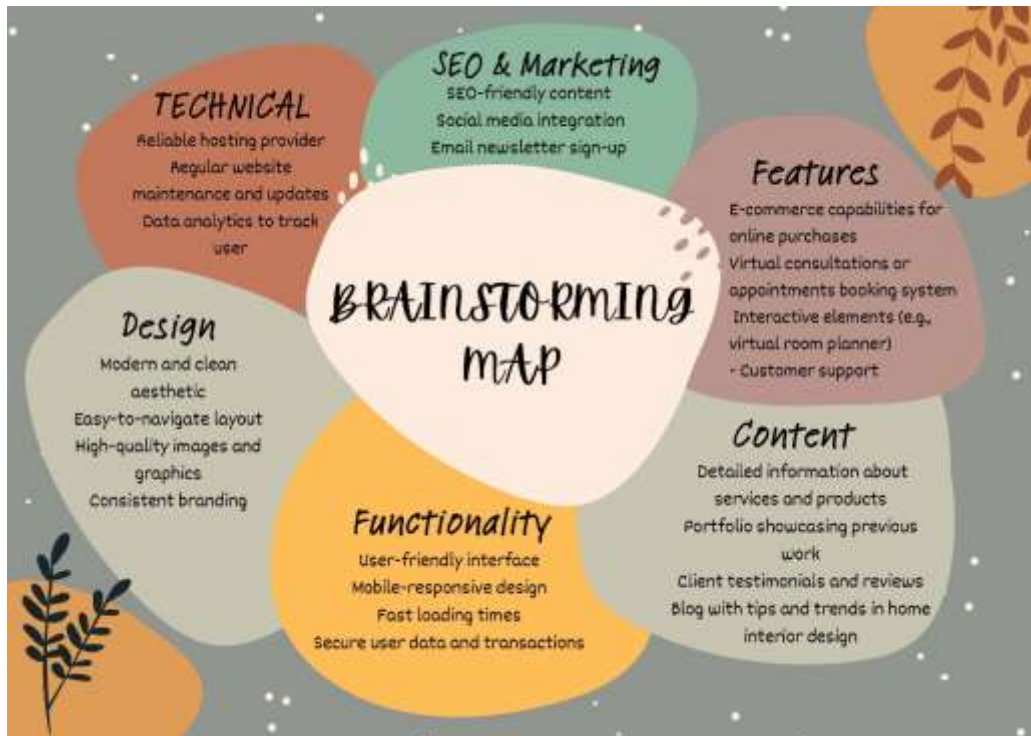 SEO & Marketing
SEO-friendly content
Social media integration
Email newsletter sign-up
TECHNICAL
Reliable hosting provider
Regular website
maintenance and updates
Data analytics to track
user
Features
E-commerce capabilities for
online purchases
Virtual consultations or
appointments booking system
Interactive elements (e.g.,
virtual room planner)
- Customer support
BRAINSTORMING
MAP
Design
Modern and clean
aesthetic
Easy-to-navigate layout
High-quality images and
graphics
Consistent branding
Content
Detailed information about
services and products
Portfolio showcasing previous
work
Client testimonials and reviews
Blog with tips and trends in home
interior design
Functionality
User-friendly interface
Mobile-responsive design
Fast loading times
Secure user data and transactions